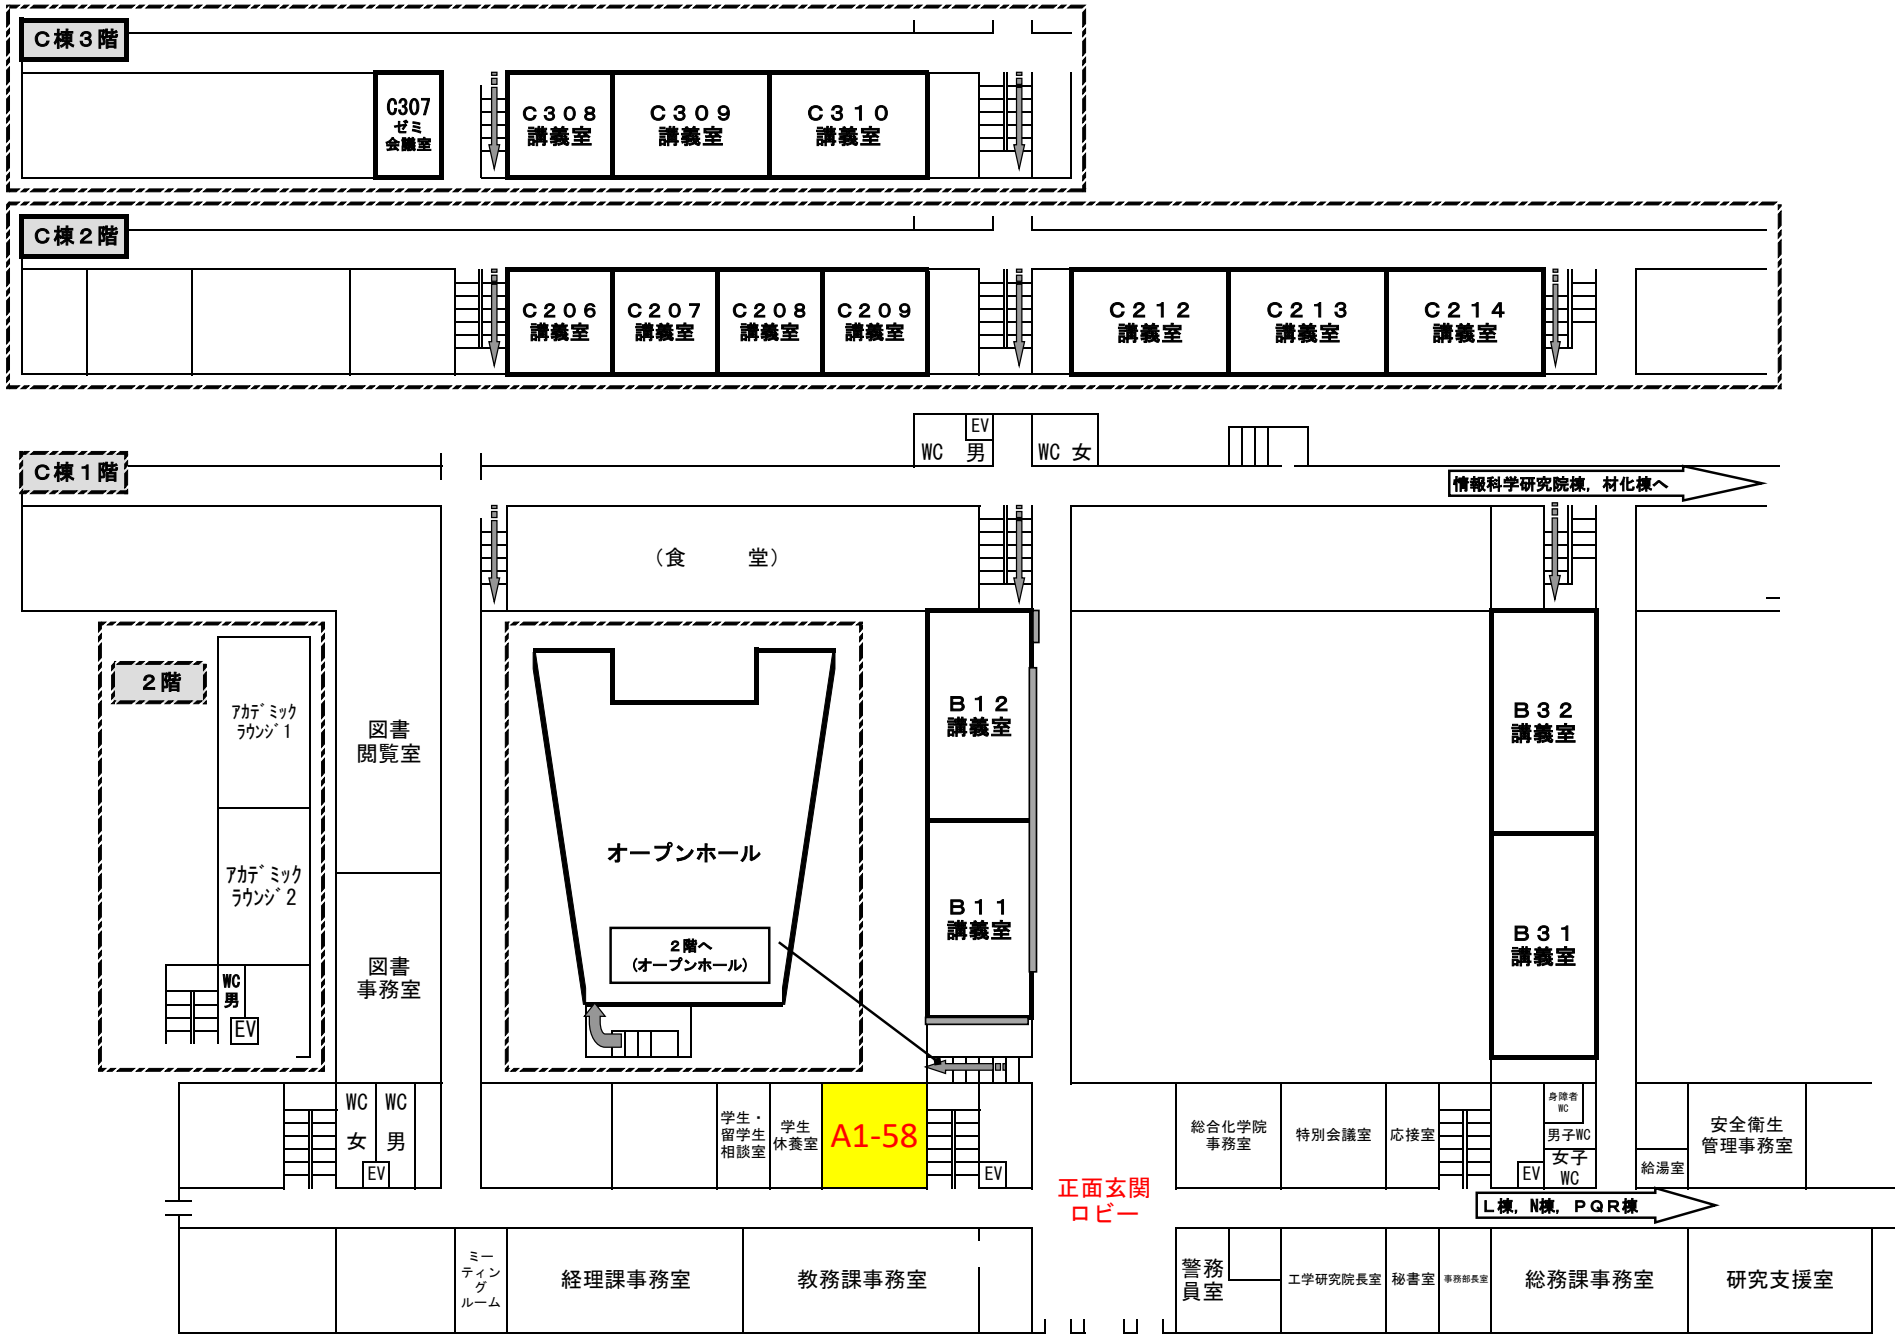 C棟3階
C307
ゼミ
会議室
C308
講義室
C309
講義室
C310
講義室
C棟2階
C206
講義室
C207
講義室
C208
講義室
C209
講義室
C212
講義室
C213
講義室
C214
講義室
EV
WC 男
WC 女
C棟1階
情報科学研究院棟，材化棟へ
（食 堂）
2階
アカデミック
ラウンジ1
アカデミック
ラウンジ2
WC
男
EV
図書
閲覧室
図書
事務室
オープンホール
2階へ
（オープンホール）
B12
講義室
B11
講義室
B32
講義室
B31
講義室
WC
女
WC
男
EV
学生・
留学生
相談室
学生
休養室
A1-58
EV
正面玄関
ロビー
総合化学院
事務室
特別会議室
応接室
EV
身障者
WC
男子WC
女子
WC
給湯室
安全衛生
管理事務室
L棟，N棟，PQR棟
ミー
ティン
グ
ルーム
経理課事務室
教務課事務室
警務
員室
工学研究院長室
秘書室
事務部長室
総務課事務室
研究支援室